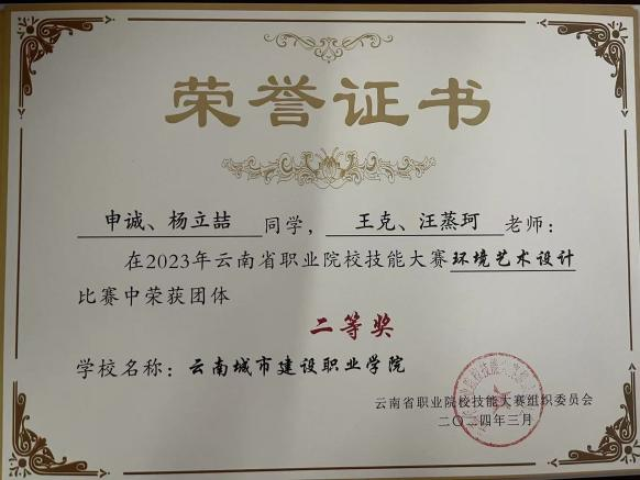 荣誉证书
申诚、杨立喆 同学, 王克、汪蒸珂 老师:
在2023年云南省职业院校技能大赛环境艺术设计
比赛中荣获团体
二等奖
学校名称:云南城市建设职业学院
云南省职业院校技能大赛组织委员会
二〇二四年三月